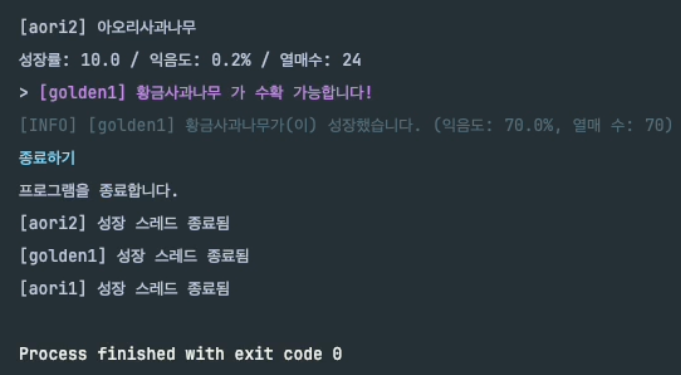 [aori2] 아오리사과나무
성장률: 10.0 / 익음도: 0.2% / 열매수: 24
> [golden1] 황금사과나무 가 수확 가능합니다!
[INFO] [golden1] 황금사과나무가(이) 성장했습니다. (익음도: 70.0%, 열매 수: 70)
종료하기
프로그램을 종료합니다.
[aori2] 성장 스레드 종료됨
[golden1] 성장 스레드 종료됨
[aori1] 성장 스레드 종료됨
Process finished with exit code 0